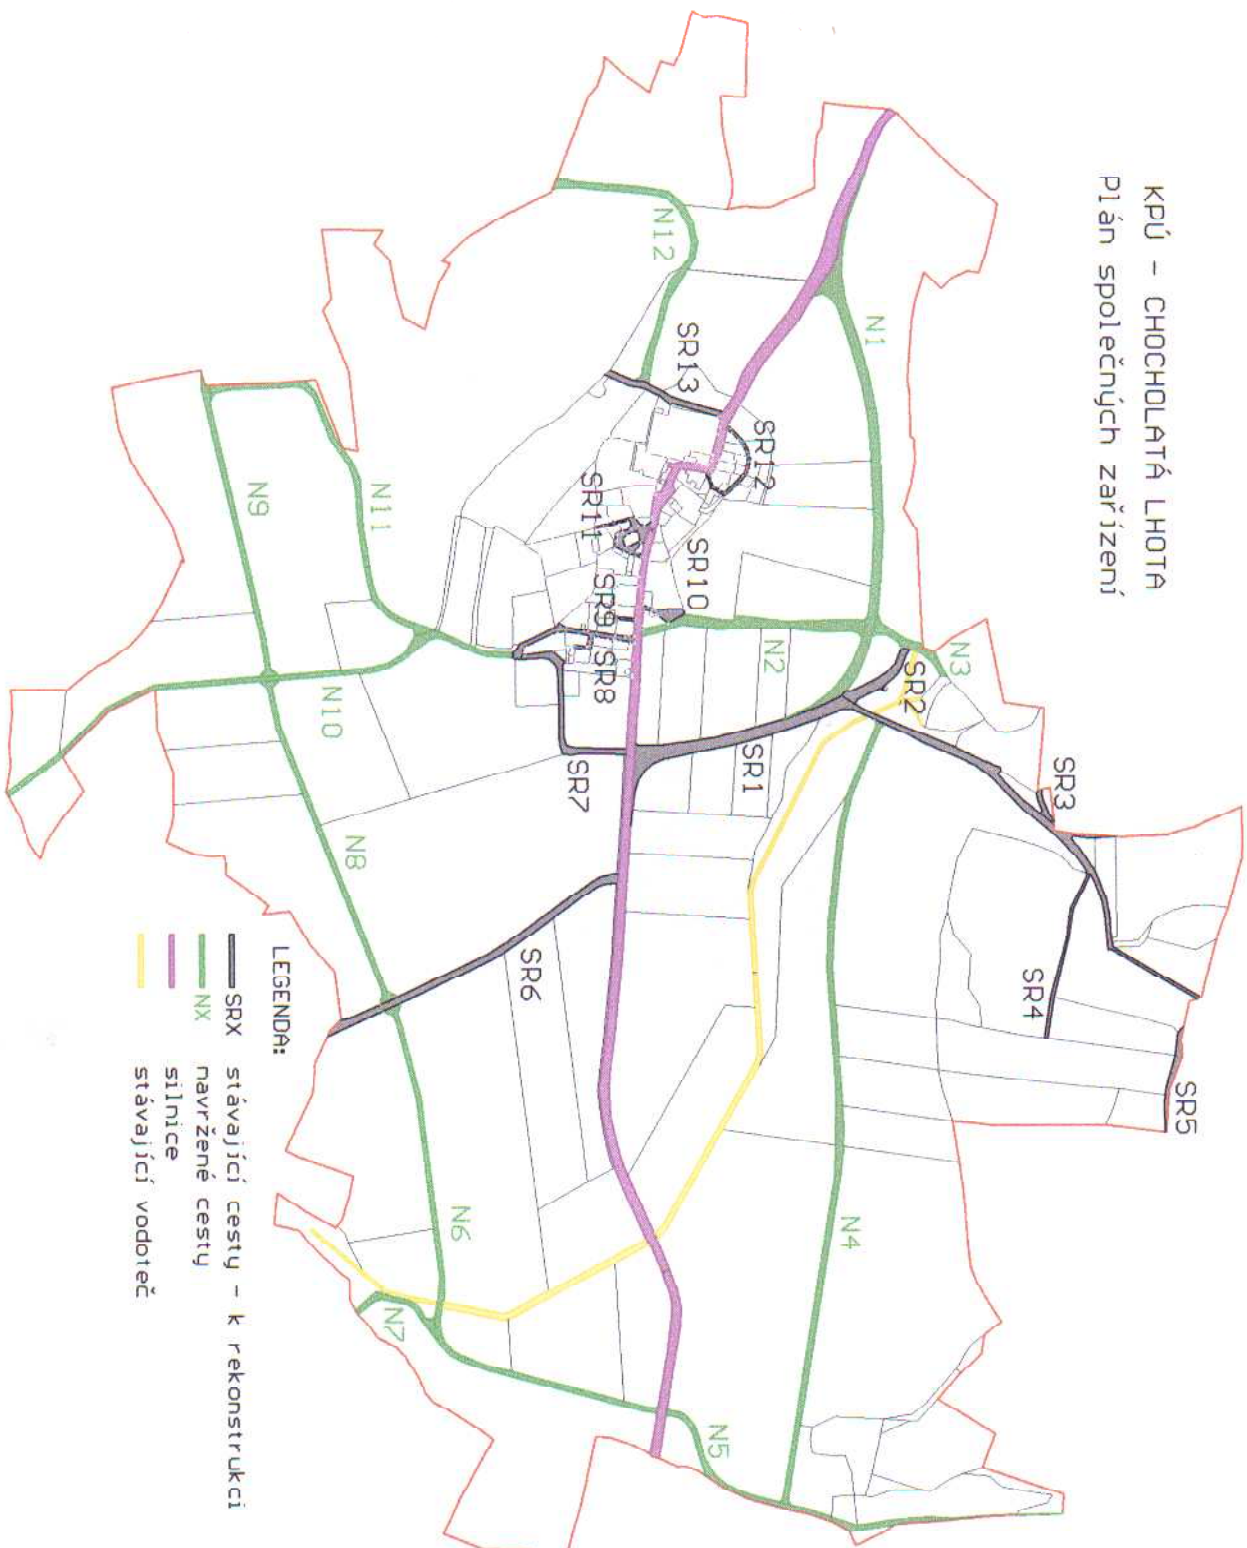 KPÚ - CHOCHOLATÁ LHOTA
Plán společných zařízení
N1
N2
N3
N4
N5
N6
N7
N8
N9
N10
N11
N12
SR1
SR2
SR3
SR4
SR5
SR6
SR7
SR8
SR9
SR10
SR11
SR12
SR13
LEGENDA:
SRX stávající cesty - k rekonstrukci
NX navržené cesty
silnice
stávající vodoteč